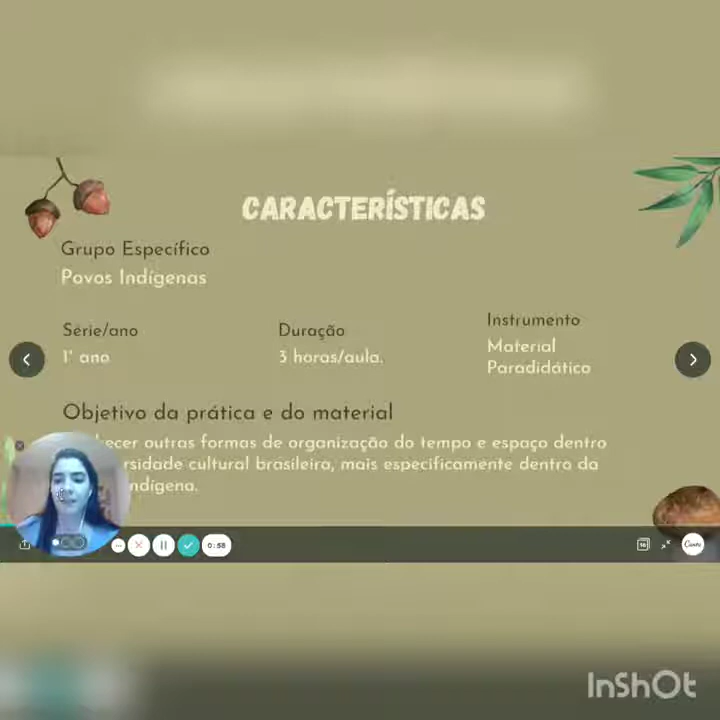 CARACTERÍSTICAS
Grupo Específico
Povos Indígenas
Série/ano
1° ano
Duração
3 horas/aula.
Instrumento
Material
Paradidático
Objetivo da prática e do material
outras formas de organização do tempo e espaço dentro
cultural brasileira, mais especificamente dentro da
0:58
Canva
InShOt